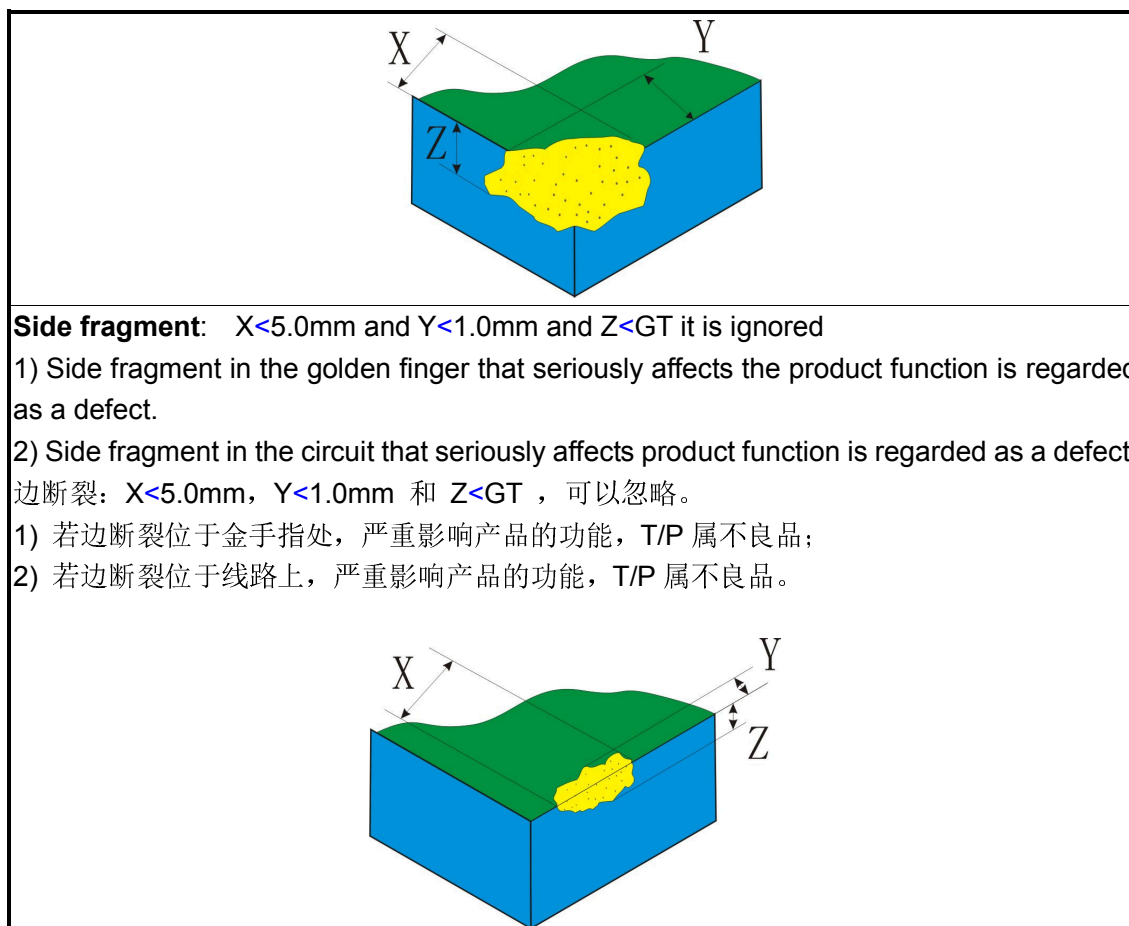 X
Y
Z
Side fragment: X<5.0mm and Y<1.0mm and Z<GT it is ignored
1) Side fragment in the golden finger that seriously affects the product function is regarded
as a defect.
2) Side fragment in the circuit that seriously affects product function is regarded as a defect
边断裂：X<5.0mm，Y<1.0mm 和 Z<GT ，可以忽略。
1) 若边断裂位于金手指处，严重影响产品的功能，T/P 属不良品；
2) 若边断裂位于线路上，严重影响产品的功能，T/P 属不良品。
X
Y
Z